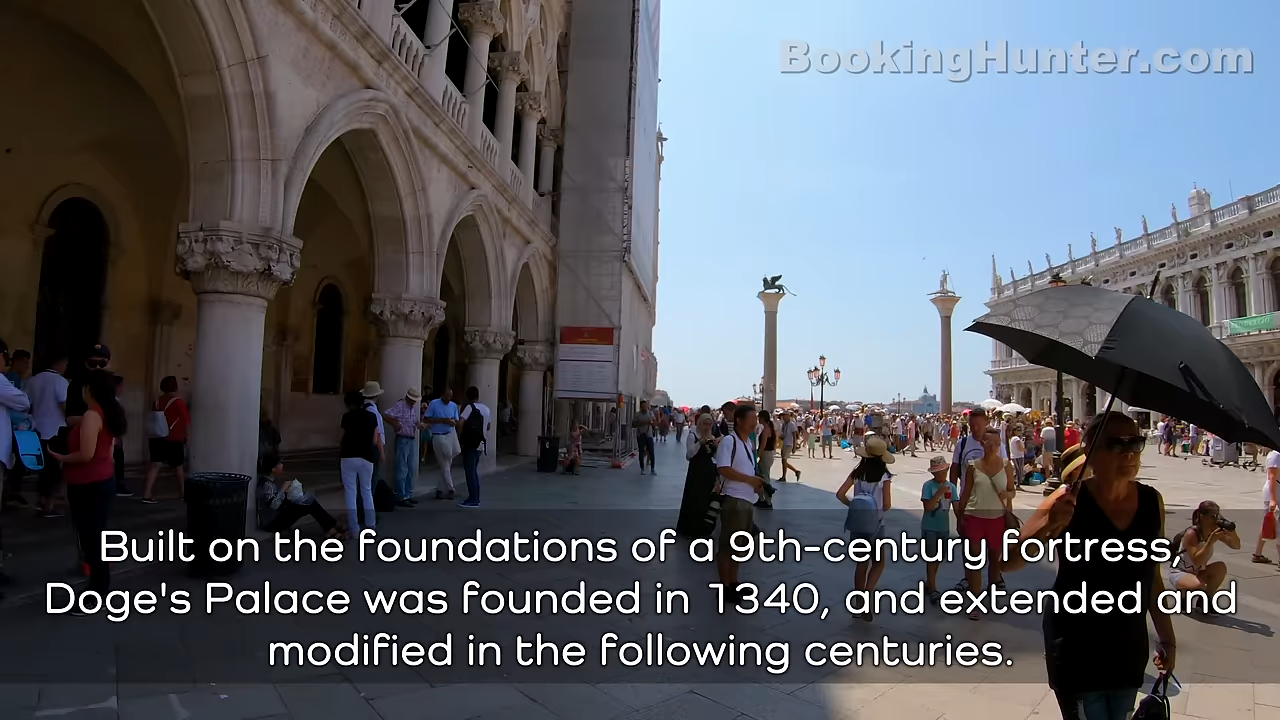 BookingHunter.com
Built on the foundations of a 9th-century fortress,
Doge's Palace was founded in 1340, and extended and
modified in the following centuries.